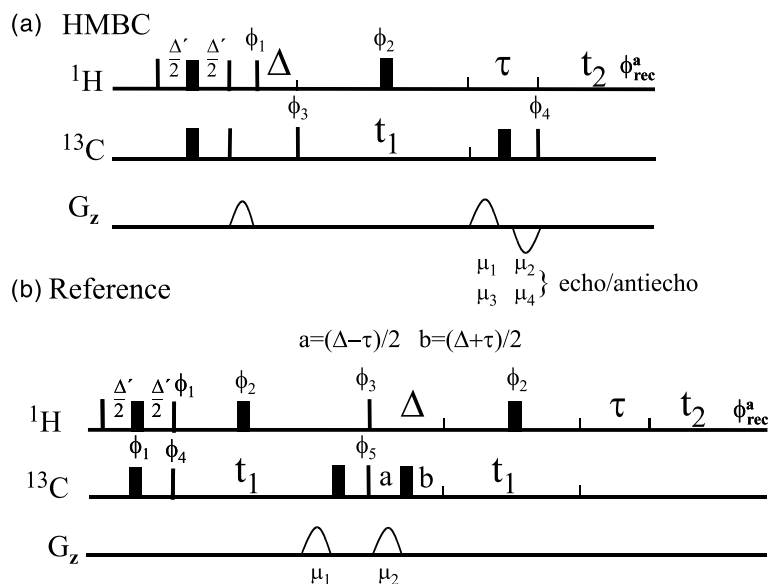 (a) HMBC
Δ′/2 Δ′/2 ϕ1 Δ ϕ2 τ t2 ϕᵃrec
¹H
ϕ3 ϕ4
¹³C t1
Gz
μ1 μ2
μ3 μ4 } echo/antiecho
(b) Reference
a=(Δ−τ)/2 b=(Δ+τ)/2
Δ′/2 Δ′/2 ϕ1 ϕ2 ϕ3 Δ ϕ2 τ t2 ϕᵃrec
¹H
ϕ1 ϕ4 ϕ5
¹³C t1 a b t1
Gz
μ1 μ2